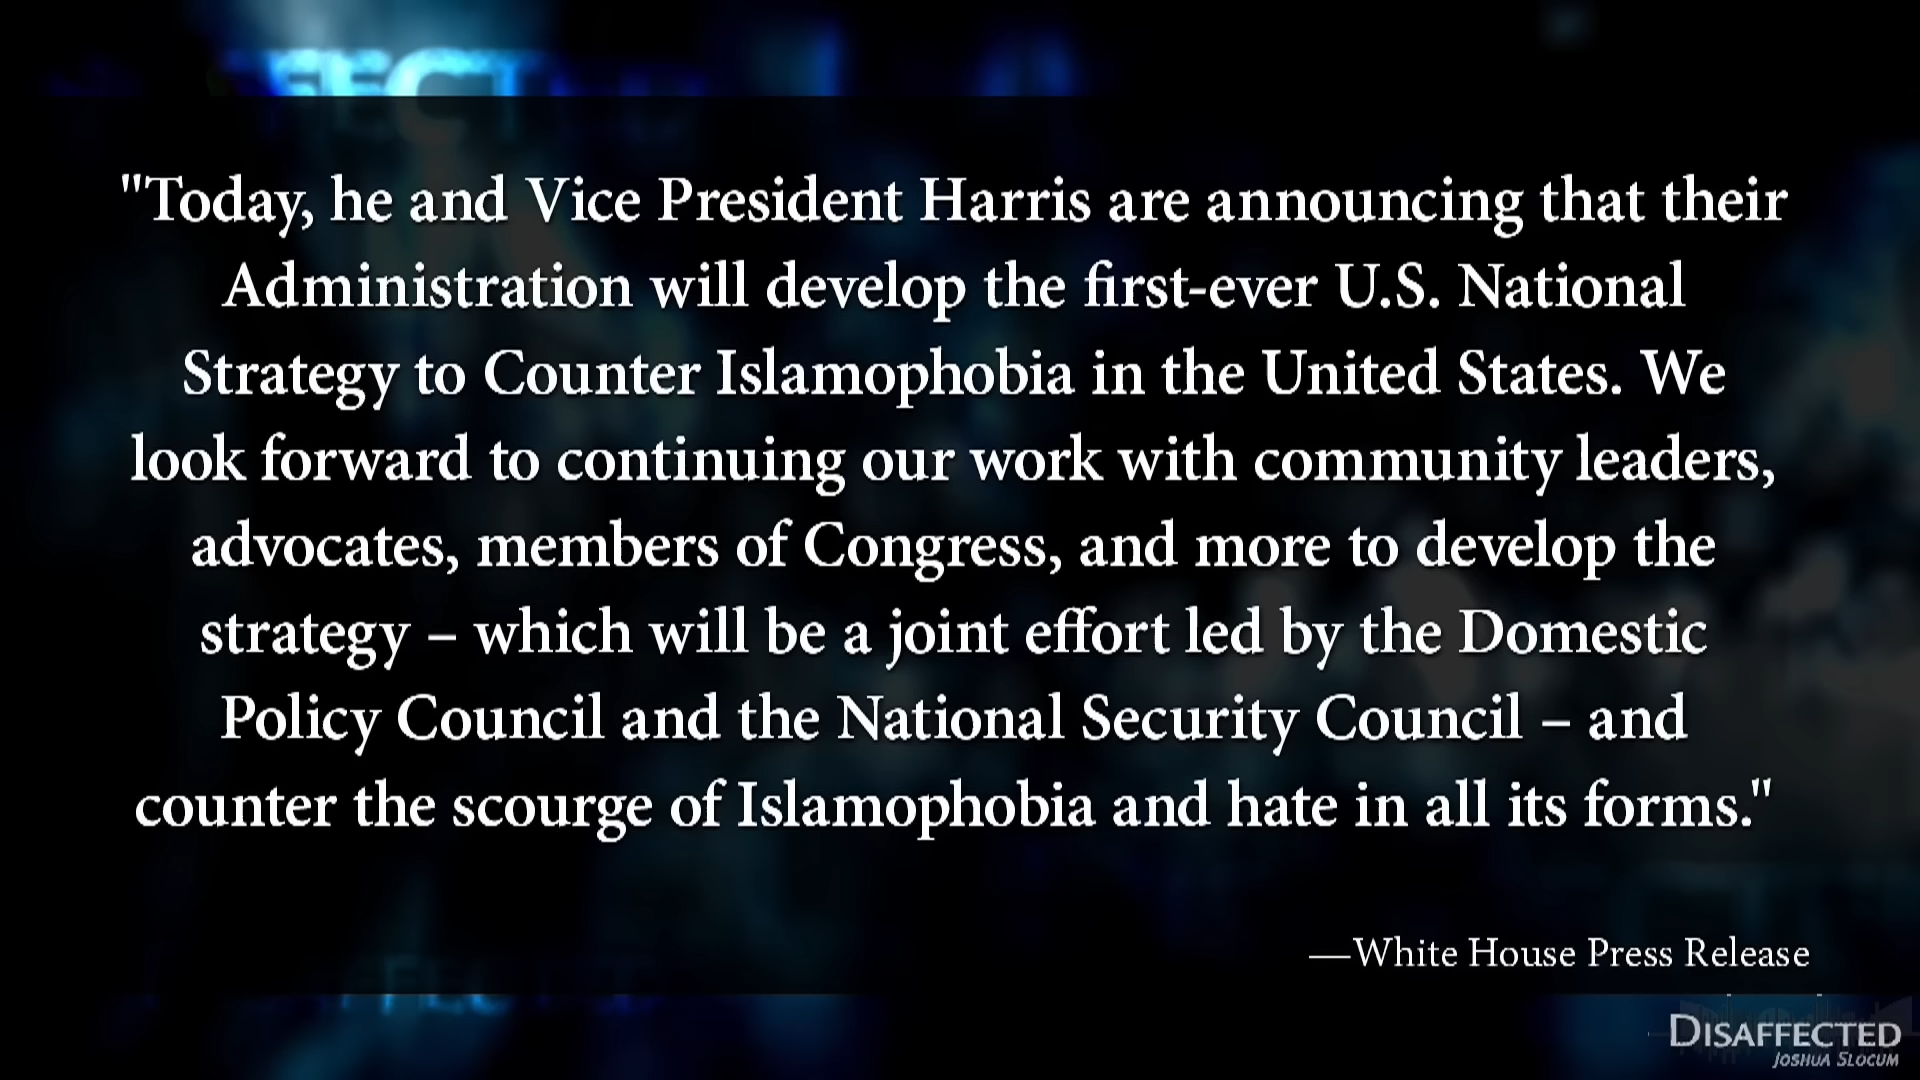 FECT
"Today, he and Vice President Harris are announcing that their
Administration will develop the first-ever U.S. National
Strategy to Counter Islamophobia in the United States. We
look forward to continuing our work with community leaders,
advocates, members of Congress, and more to develop the
strategy – which will be a joint effort led by the Domestic
Policy Council and the National Security Council – and
counter the scourge of Islamophobia and hate in all its forms."
—White House Press Release
DISAFFECTED
JOSHUA SLOCUM